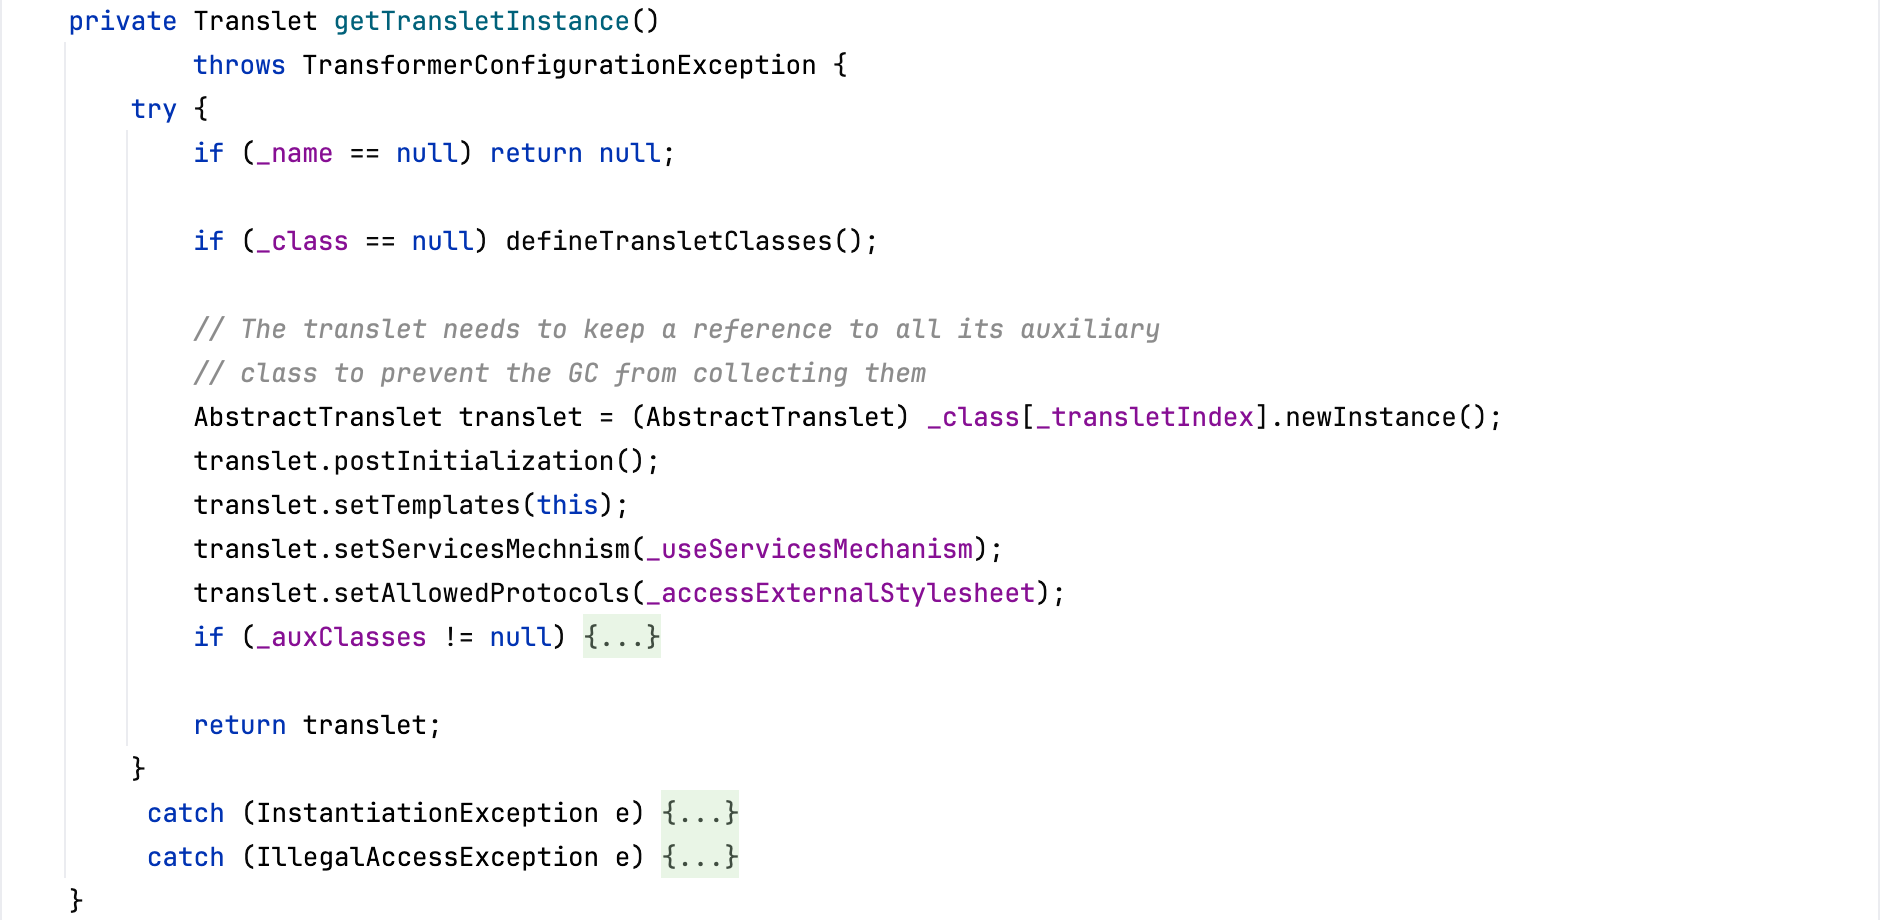 private Translet getTransletInstance()
throws TransformerConfigurationException {
try {
if (_name == null) return null;
if (_class == null) defineTransletClasses();
// The translet needs to keep a reference to all its auxiliary
// class to prevent the GC from collecting them
AbstractTranslet translet = (AbstractTranslet) _class[_transletIndex].newInstance();
translet.postInitialization();
translet.setTemplates(this);
translet.setServicesMechnism(_useServicesMechanism);
translet.setAllowedProtocols(_accessExternalStylesheet);
if (_auxClasses != null) {...}
return translet;
}
catch (InstantiationException e) {...}
catch (IllegalAccessException e) {...}
}